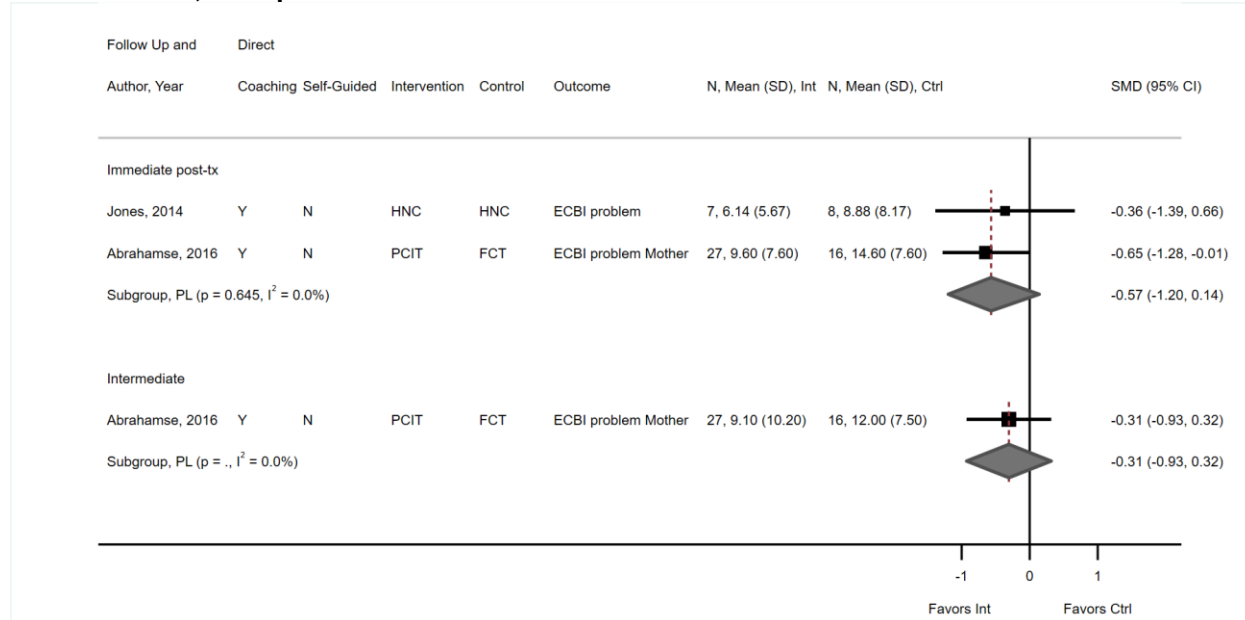 Follow Up and Direct
Author, Year Coaching Self-Guided Intervention Control Outcome N, Mean (SD), Int N, Mean (SD), Ctrl SMD (95% CI)
Immediate post-tx
Jones, 2014 Y N HNC HNC ECBI problem 7, 6.14 (5.67) 8, 8.88 (8.17) -0.36 (-1.39, 0.66)
Abrahamse, 2016 Y N PCIT FCT ECBI problem Mother 27, 9.60 (7.60) 16, 14.60 (7.60) -0.65 (-1.28, -0.01)
Subgroup, PL (p = 0.645, I² = 0.0%) -0.57 (-1.20, 0.14)
Intermediate
Abrahamse, 2016 Y N PCIT FCT ECBI problem Mother 27, 9.10 (10.20) 16, 12.00 (7.50) -0.31 (-0.93, 0.32)
Subgroup, PL (p = ., I² = 0.0%) -0.31 (-0.93, 0.32)
-1 0 1
Favors Int Favors Ctrl